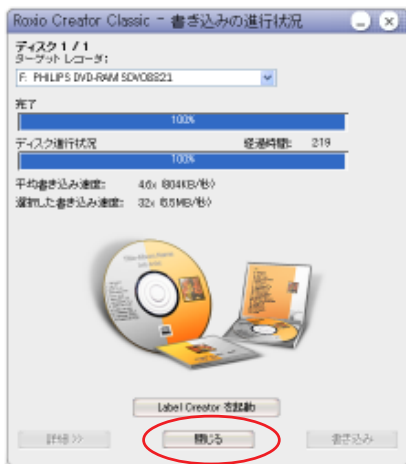 Roxio Creator Classic - 書き込みの進行状況
ディスク 1 / 1
ターゲット レコーダ:
F: PHILIPS DVD-RAM SDVD8821
完了
100%
ディスク進行状況 経過時間: 2:19
100%
平均書き込み速度: 4.6x (804KB/秒)
選択した書き込み速度: 32x (5.5MB/秒)
Label Creator を起動
詳細 >> 閉じる 書き込み